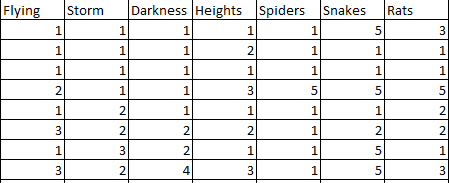 Flying Storm Darkness Heights Spiders Snakes Rats
1 1 1 1 1 5 3
1 1 1 2 1 1 1
1 1 1 1 1 1 1
2 1 1 3 5 5 5
1 2 1 1 1 1 2
3 2 2 2 1 2 2
1 3 2 1 1 5 1
3 2 4 3 1 5 3